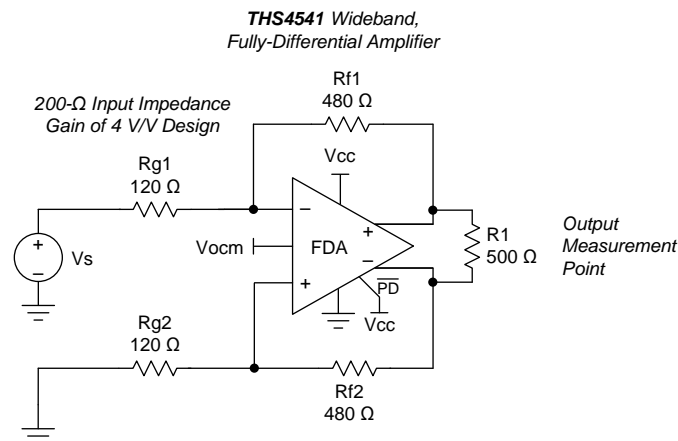 THS4541 Wideband,
Fully-Differential Amplifier
Rf1
480 Ω
200-Ω Input Impedance
Gain of 4 V/V Design
Vcc
Rg1
120 Ω
–
+
Vocm
FDA
+
–
R1
500 Ω
Output
Measurement
Point
+
–
Vs
PD
Vcc
Rg2
120 Ω
Rf2
480 Ω